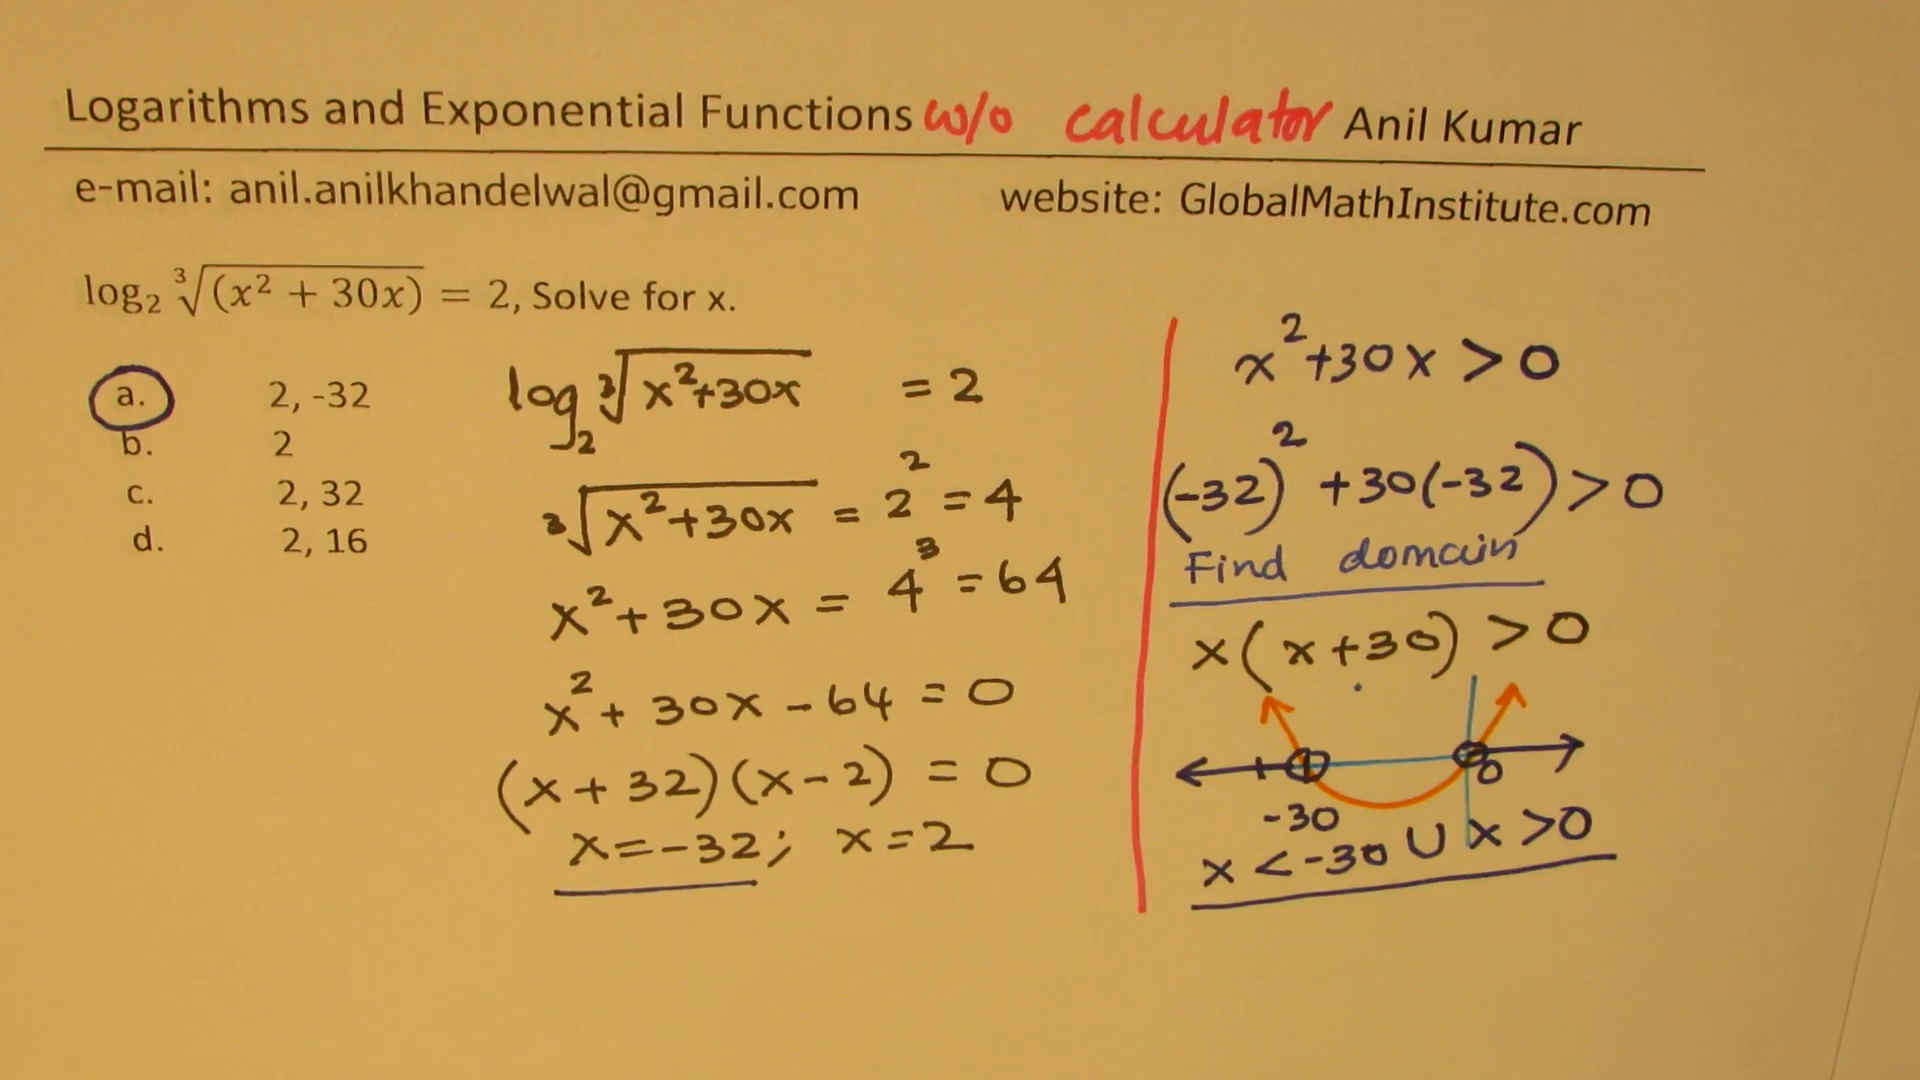 Logarithms and Exponential Functions w/o calculator Anil Kumar
e-mail: anil.anilkhandelwal@gmail.com website: GlobalMathInstitute.com
log₂ ³√(x² + 30x) = 2, Solve for x.
a. 2, -32
b. 2
c. 2, 32
d. 2, 16
log₂ ³√x²+30x = 2
³√x²+30x = 2² = 4
x²+30x = 4³ = 64
x²+30x-64 = 0
(x+32)(x-2) = 0
x=-32; x=2
x²+30x>0
(-32)²+30(-32)>0
Find domain
x(x+30)>0
-30 0
x<-30 ∪ x>0